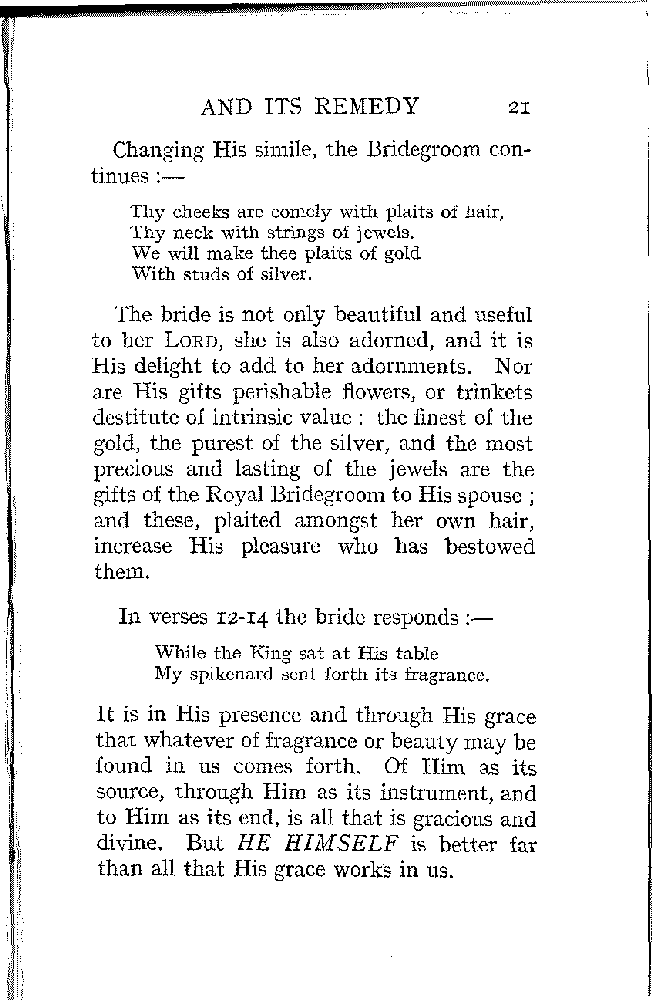 AND ITS REMEDY 21
Changing His simile, the Bridegroom con-
tinues :—
Thy cheeks are comely with plaits of hair,
Thy neck with strings of jewels.
We will make thee plaits of gold
With studs of silver.
The bride is not only beautiful and useful
to her LORD, she is also adorned, and it is
His delight to add to her adornments. Nor
are His gifts perishable flowers, or trinkets
destitute of intrinsic value : the finest of the
gold, the purest of the silver, and the most
precious and lasting of the jewels are the
gifts of the Royal Bridegroom to His spouse ;
and these, plaited amongst her own hair,
increase His pleasure who has bestowed
them.
In verses 12-14 the bride responds :—
While the King sat at His table
My spikenard sent forth its fragrance.
It is in His presence and through His grace
that whatever of fragrance or beauty may be
found in us comes forth. Of Him as its
source, through Him as its instrument, and
to Him as its end, is all that is gracious and
divine. But HE HIMSELF is better far
than all that His grace works in us.